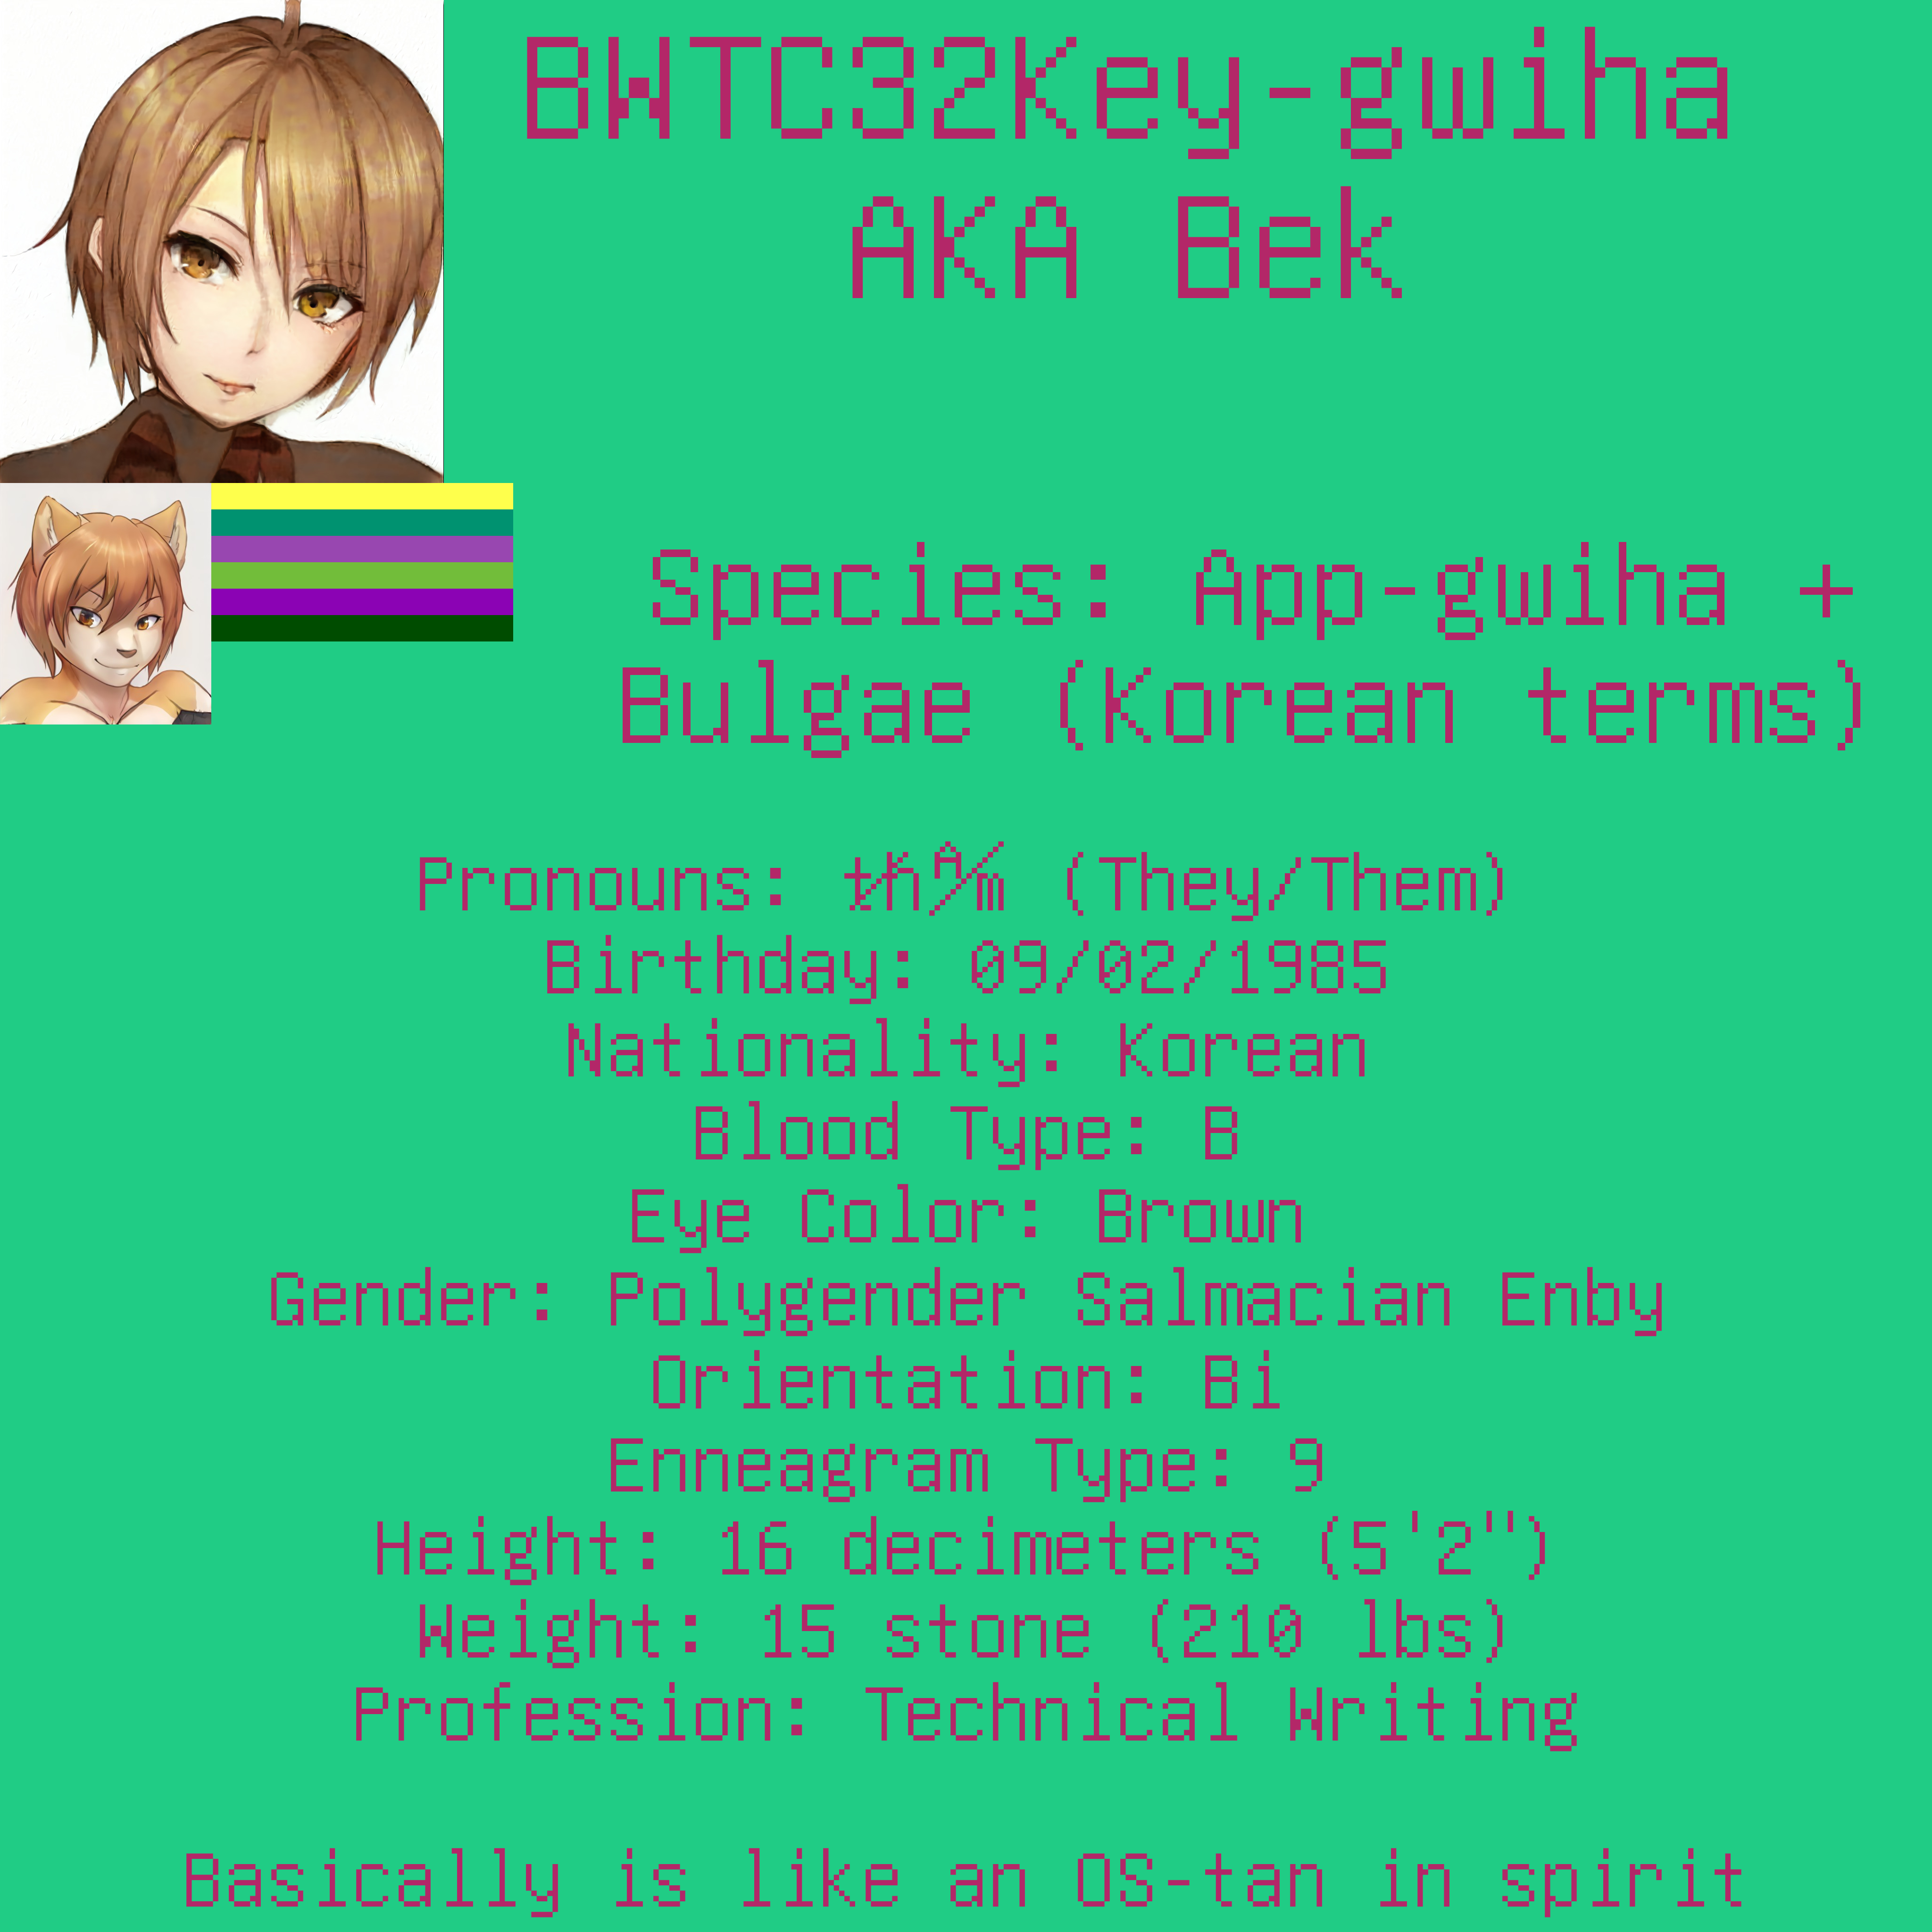 BWTC32Key-gwiha
AKA Bek
Species: App-gwiha +
Bulgae (Korean terms)
Pronouns: (They/Them)
Birthday: 09/02/1985
Nationality: Korean
Blood Type: B
Eye Color: Brown
Gender: Polygender Salmacian Enby
Orientation: Bi
Enneagram Type: 9
Height: 16 decimeters (5'2")
Weight: 15 stone (210 lbs)
Profession: Technical Writing
Basically is like an OS-tan in spirit